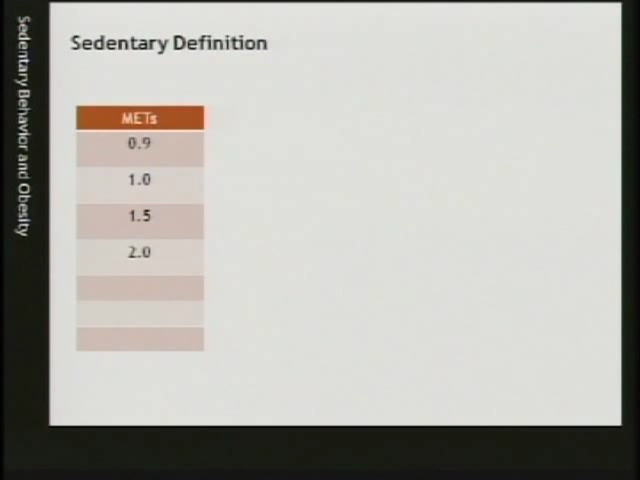 Sedentary Behavior and Obesity
Sedentary Definition
METs
0.9
1.0
1.5
2.0